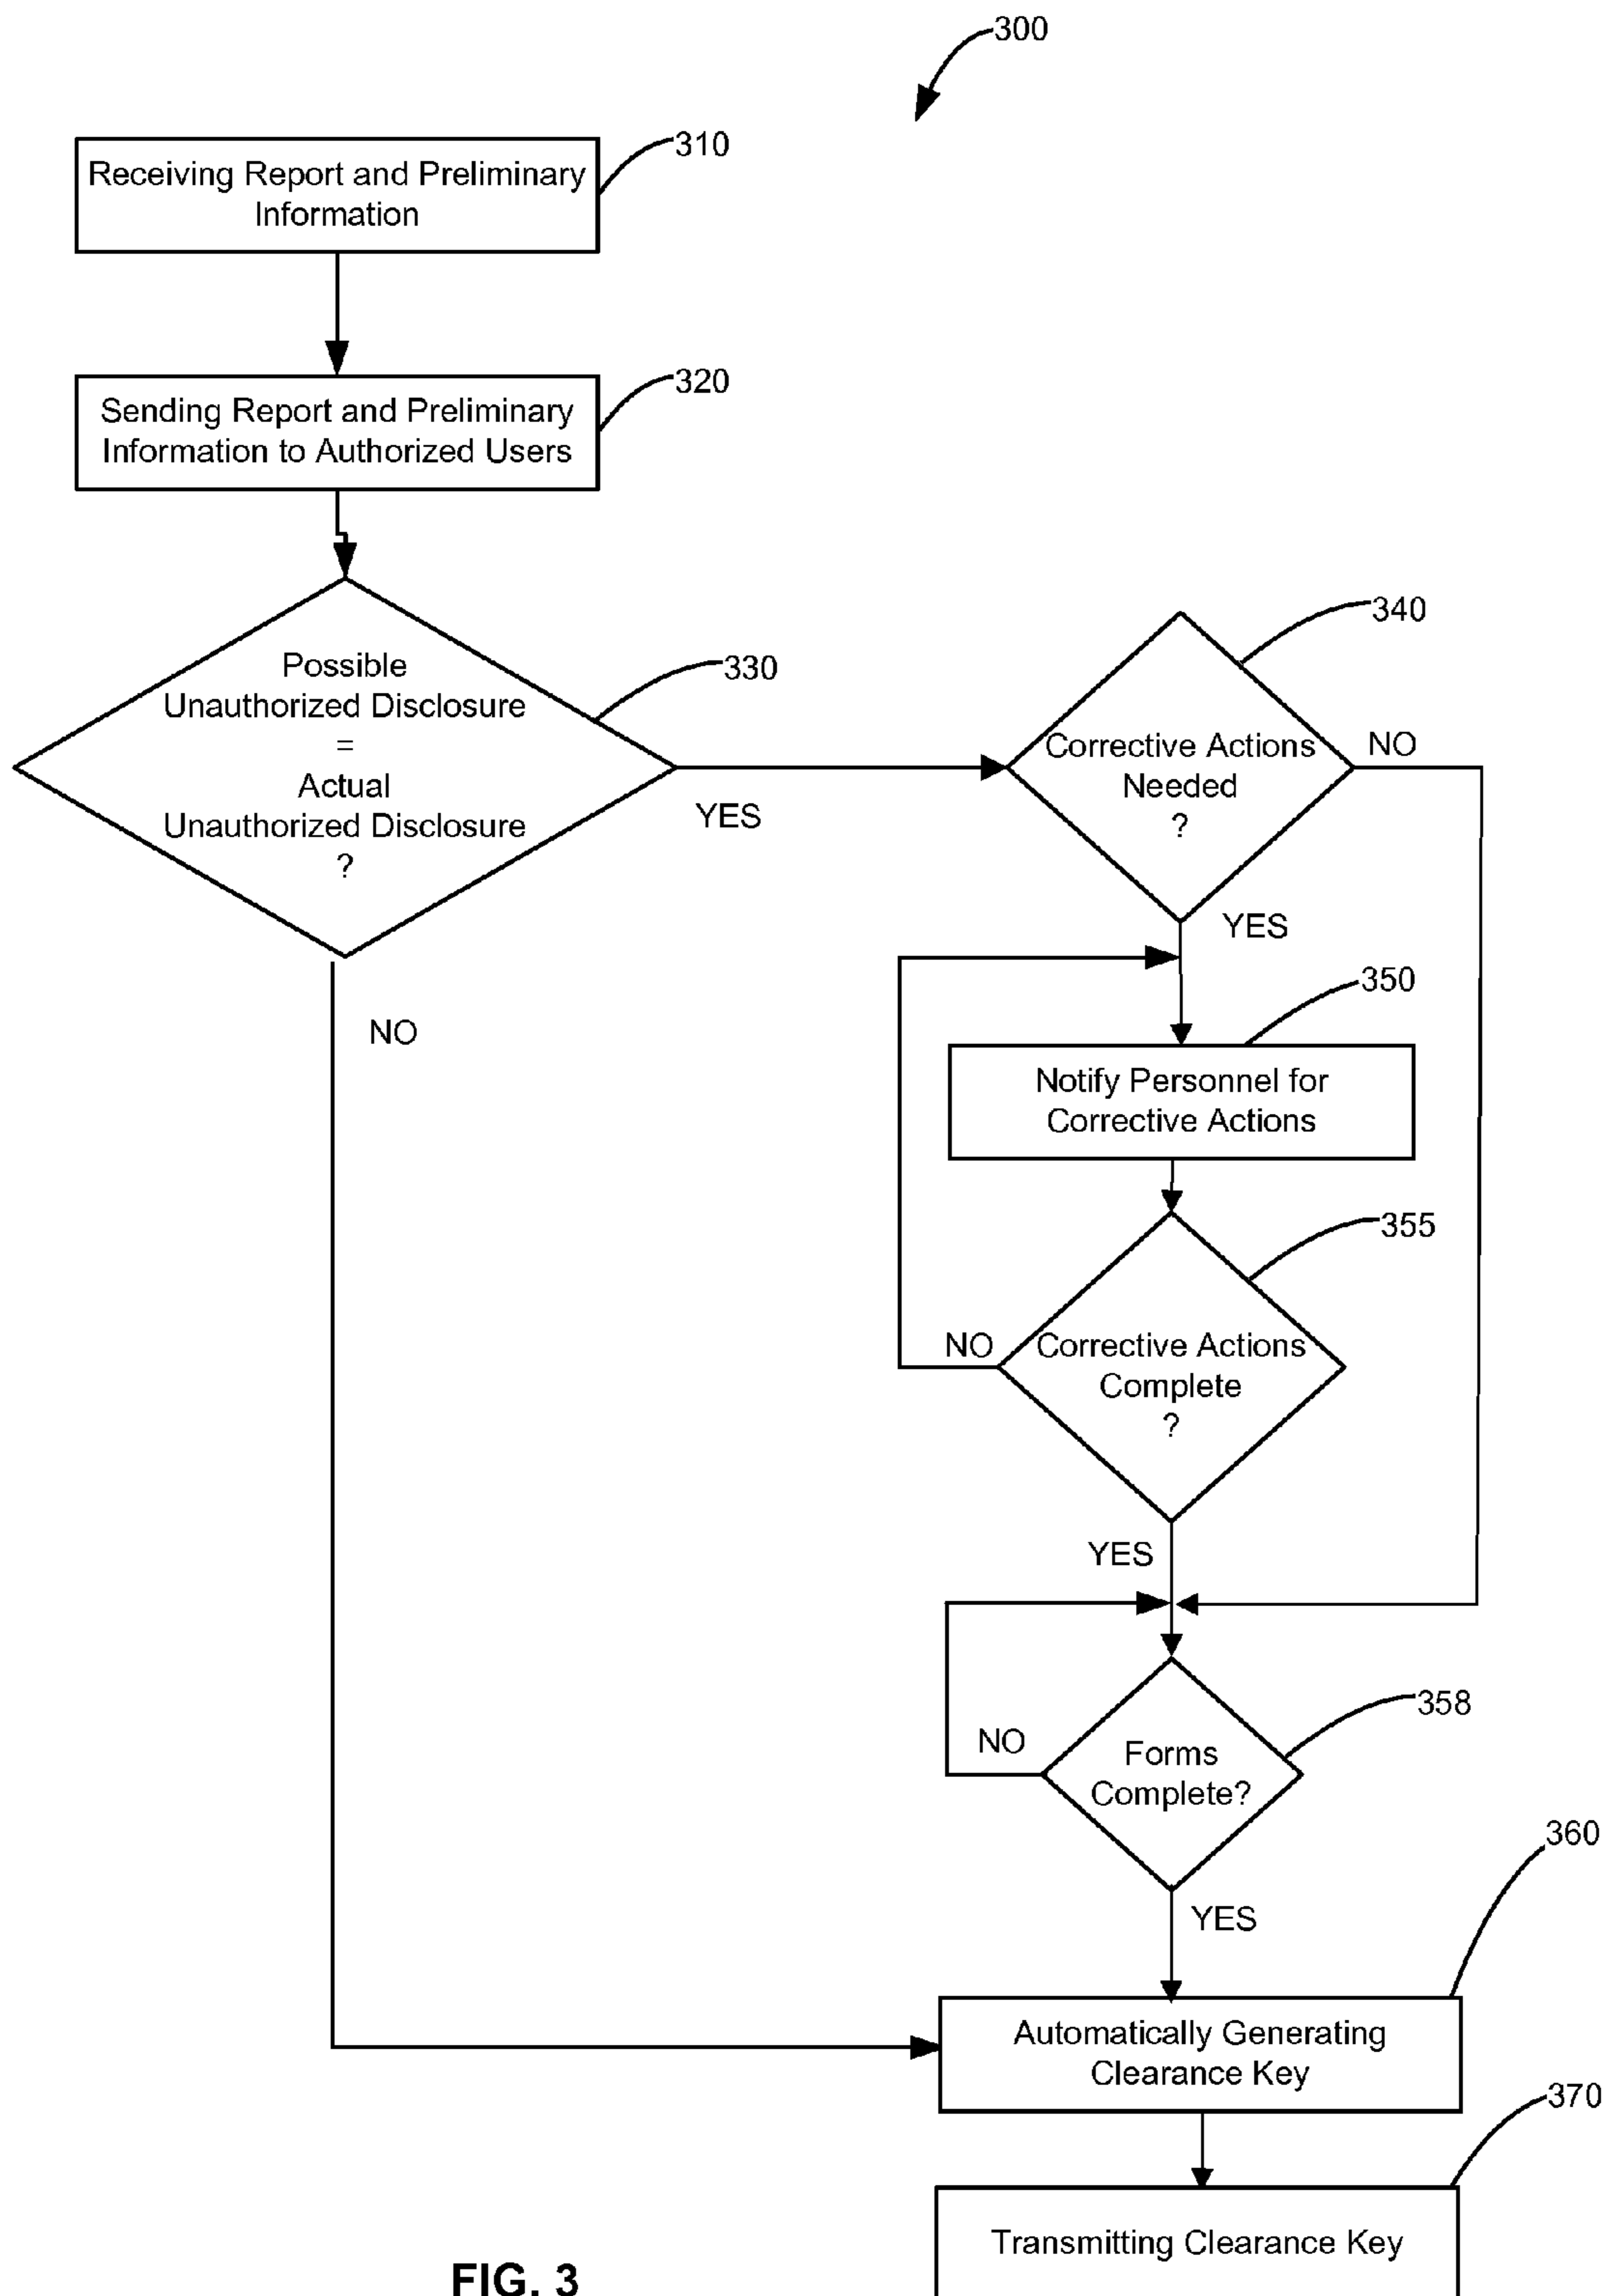 300
310
Receiving Report and Preliminary
Information
320
Sending Report and Preliminary
Information to Authorized Users
330
Possible
Unauthorized Disclosure
=
Actual
Unauthorized Disclosure
?
YES
NO
340
Corrective Actions
Needed
?
NO
YES
350
Notify Personnel for
Corrective Actions
355
Corrective Actions
Complete
?
NO
YES
358
Forms
Complete?
NO
YES
360
Automatically Generating
Clearance Key
370
Transmitting Clearance Key
FIG. 3